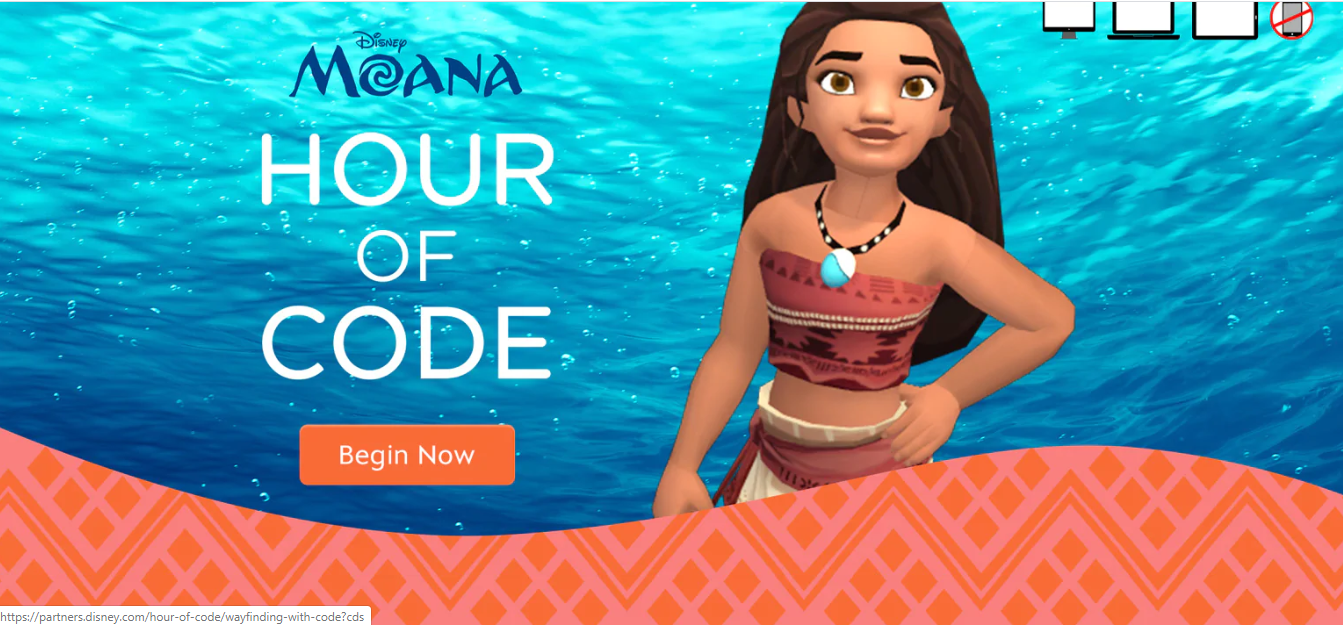 Disney
MOANA
HOUR
OF
CODE
Begin Now
https://partners.disney.com/hour-of-code/wayfinding-with-code?cds